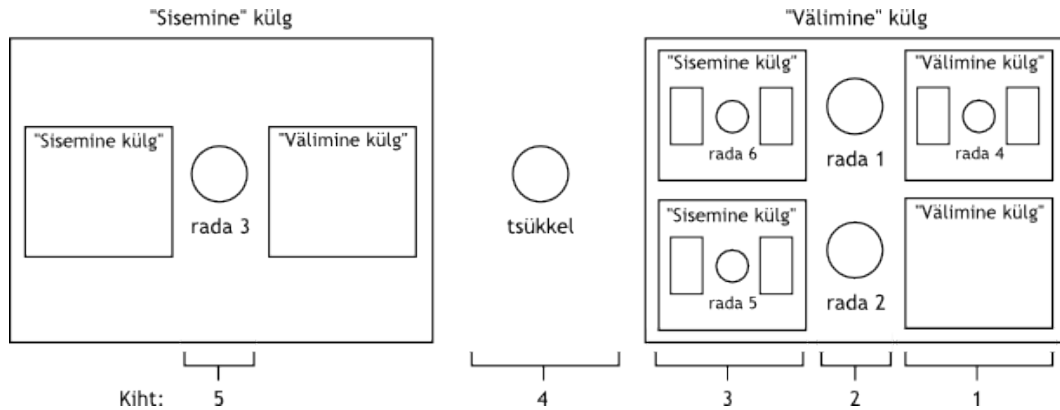 "Sisemine" külg
"Välimine" külg
"Sisemine külg"
"Välimine külg"
rada 6
rada 1
rada 4
"Sisemine külg"
"Välimine külg"
rada 3
tsükkel
"Sisemine külg"
"Välimine külg"
rada 5
rada 2
Kiht: 5 4 3 2 1